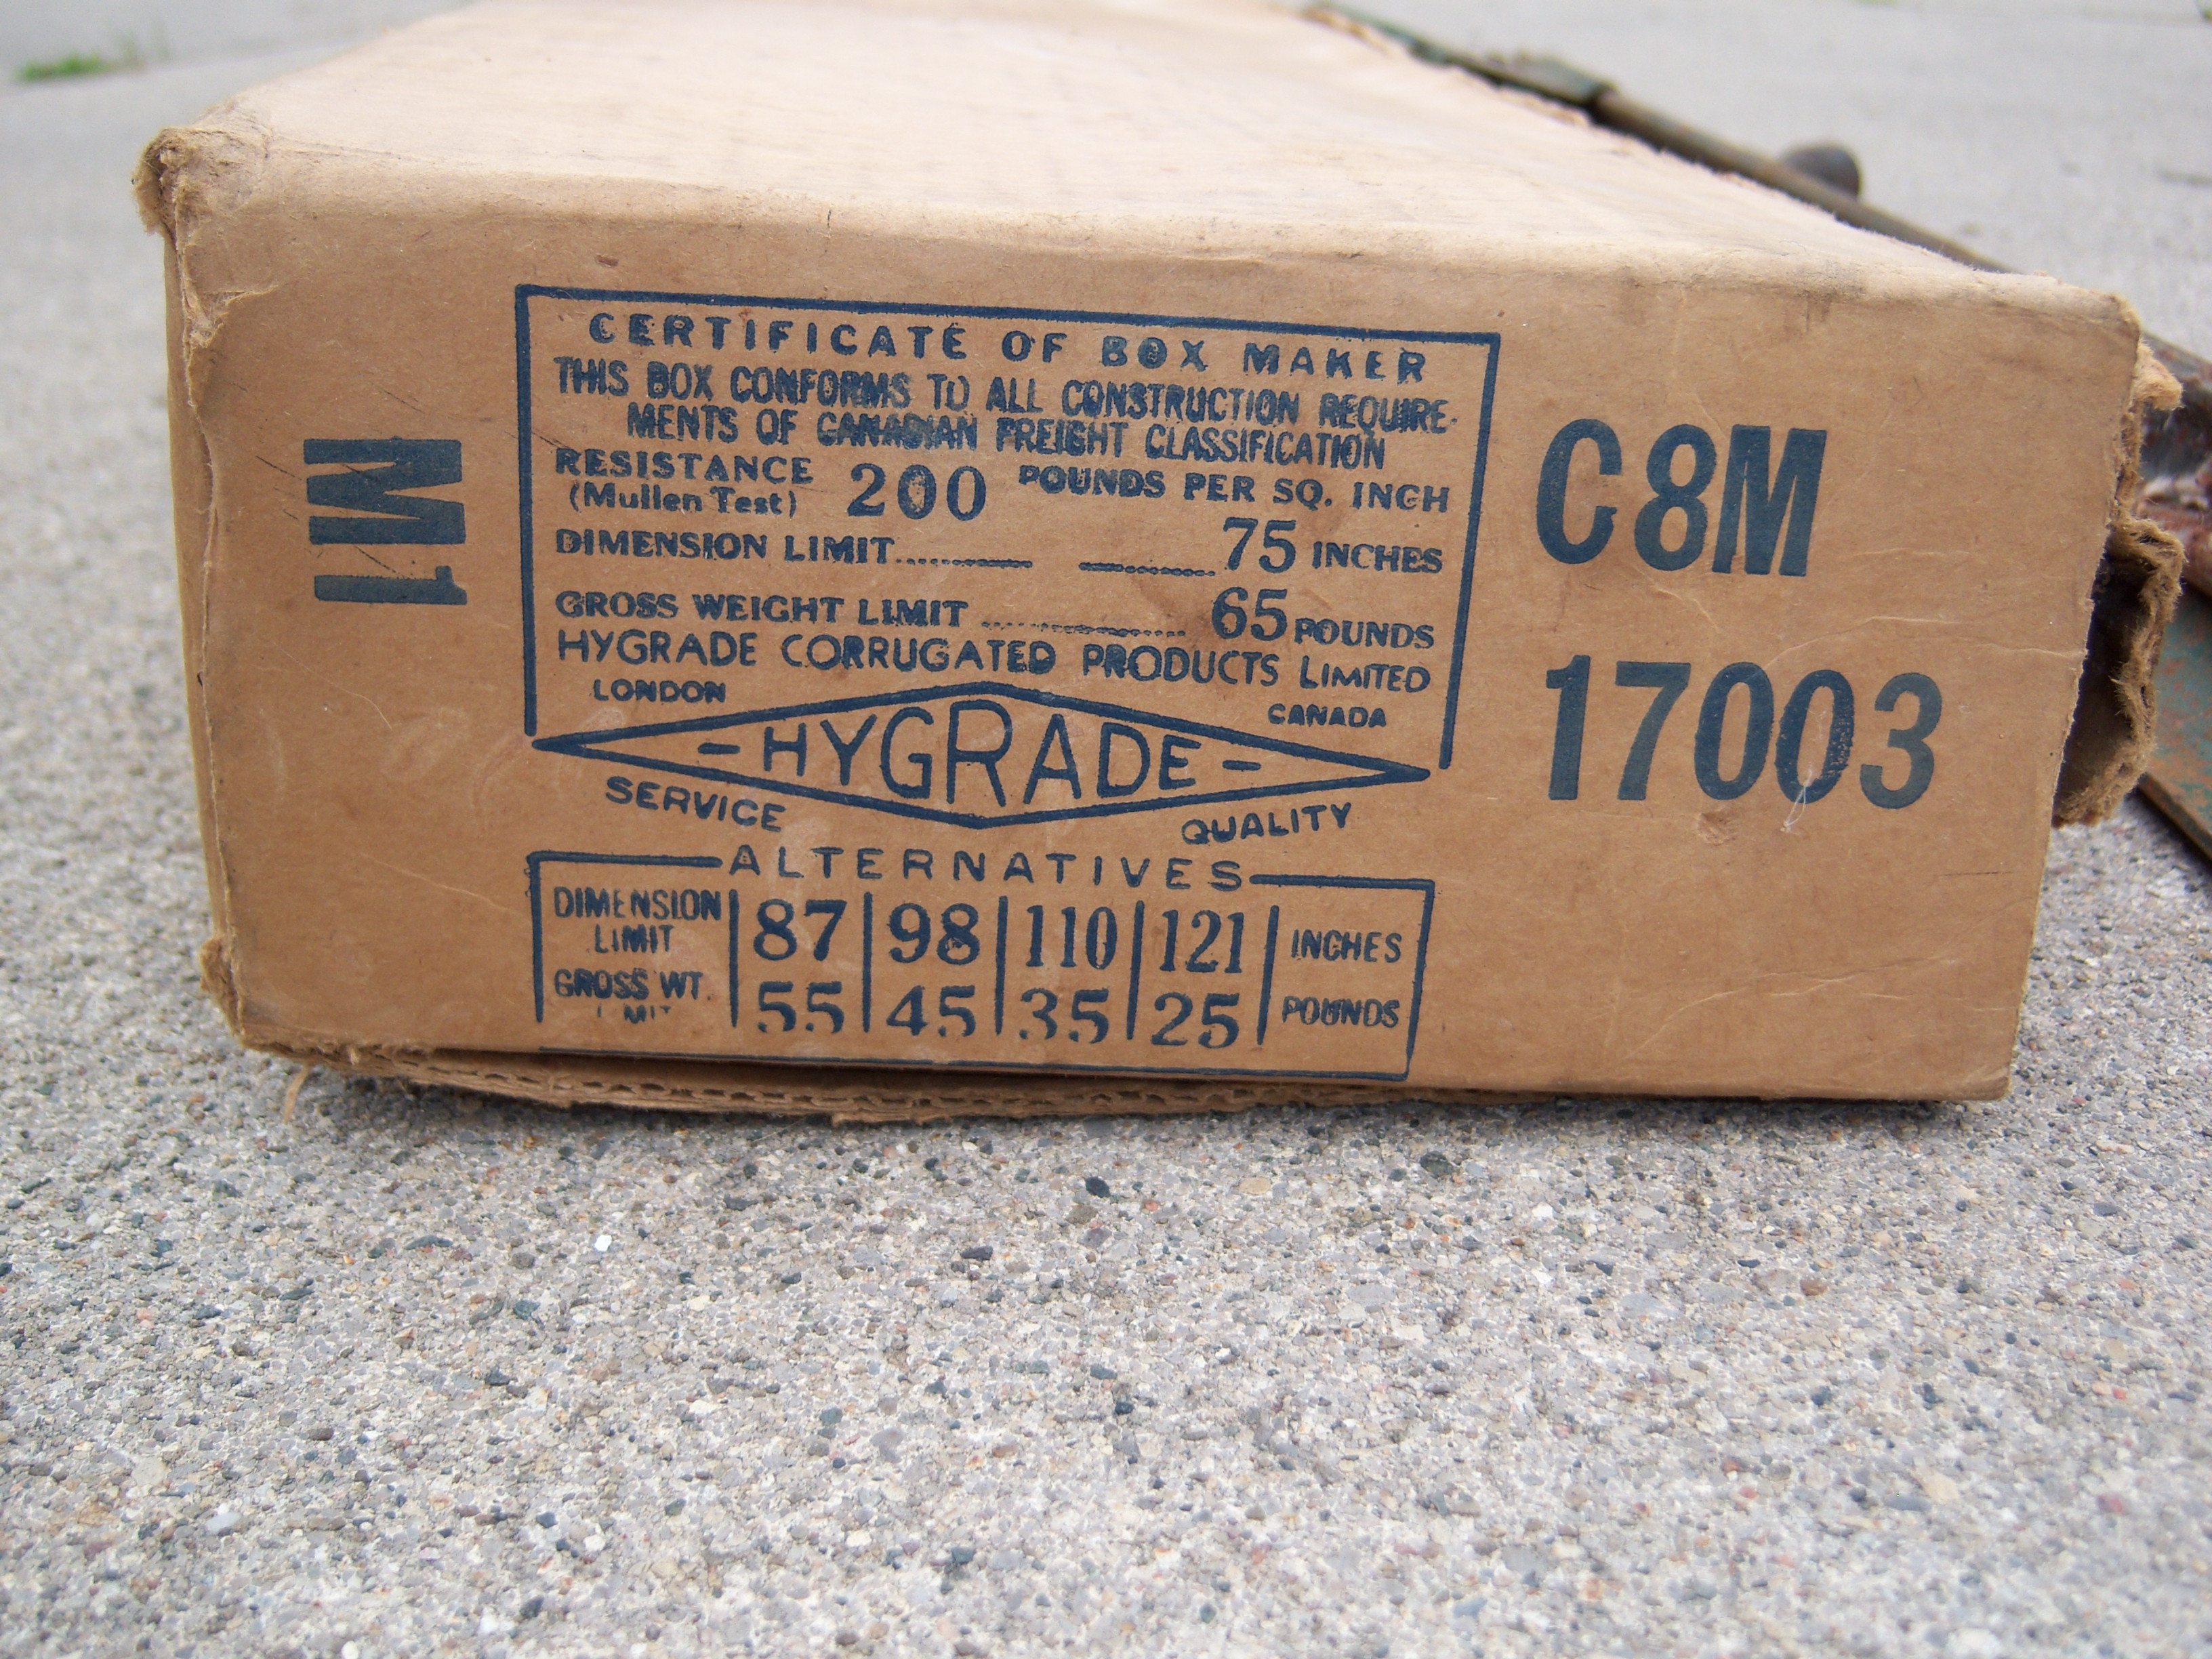 M1
CERTIFICATE OF BOX MAKER
THIS BOX CONFORMS TO ALL CONSTRUCTION REQUIRE-
MENTS OF CANADIAN FREIGHT CLASSIFICATION
RESISTANCE 200 POUNDS PER SQ. INCH
(Mullen Test)
DIMENSION LIMIT.................... 75 INCHES
GROSS WEIGHT LIMIT .................... 65 POUNDS
HYGRADE CORRUGATED PRODUCTS LIMITED
LONDON CANADA
-HYGRADE-
SERVICE QUALITY
ALTERNATIVES
DIMENSION LIMIT | 87 | 98 | 110 | 121 | INCHES
GROSS WT. LIMIT 55 | 45 | 35 | 25 | POUNDS
C8M
17003